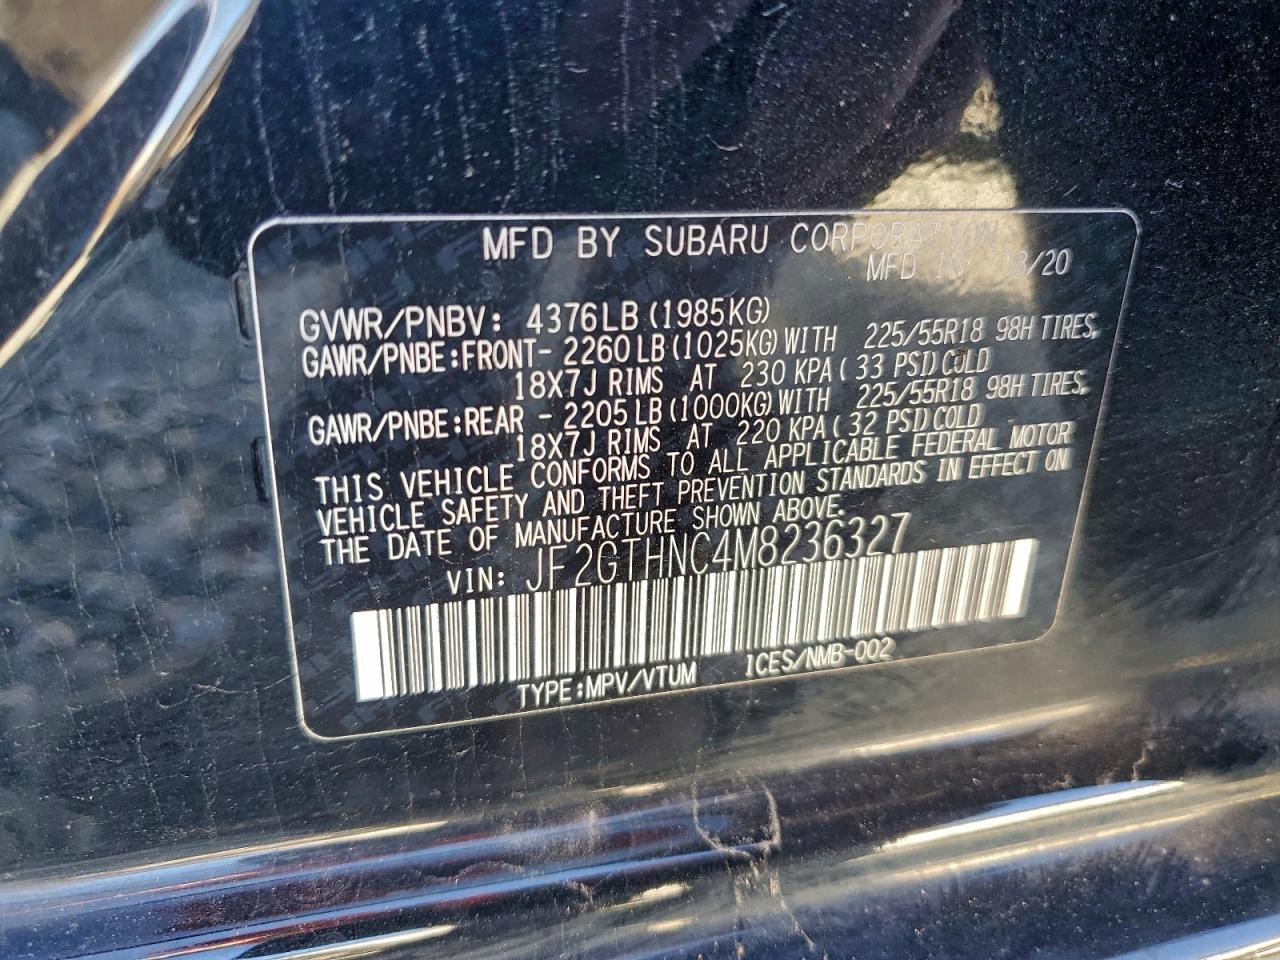 MFD BY SUBARU CORPORATION
MFD IN 08/20
GVWR/PNBV: 4376LB (1985KG)
GAWR/PNBE:FRONT- 2260LB(1025KG)WITH 225/55R18 98H TIRES,
18X7J RIMS AT 230 KPA(33 PSI)COLD
GAWR/PNBE:REAR - 2205LB(1000KG)WITH 225/55R18 98H TIRES,
18X7J RIMS AT 220 KPA(32 PSI)COLD
THIS VEHICLE CONFORMS TO ALL APPLICABLE FEDERAL MOTOR
VEHICLE SAFETY AND THEFT PREVENTION STANDARDS IN EFFECT ON
THE DATE OF MANUFACTURE SHOWN ABOVE.
VIN: JF2GTHNC4M8236327
TYPE:MPV/VTUM ICES/NMB-002